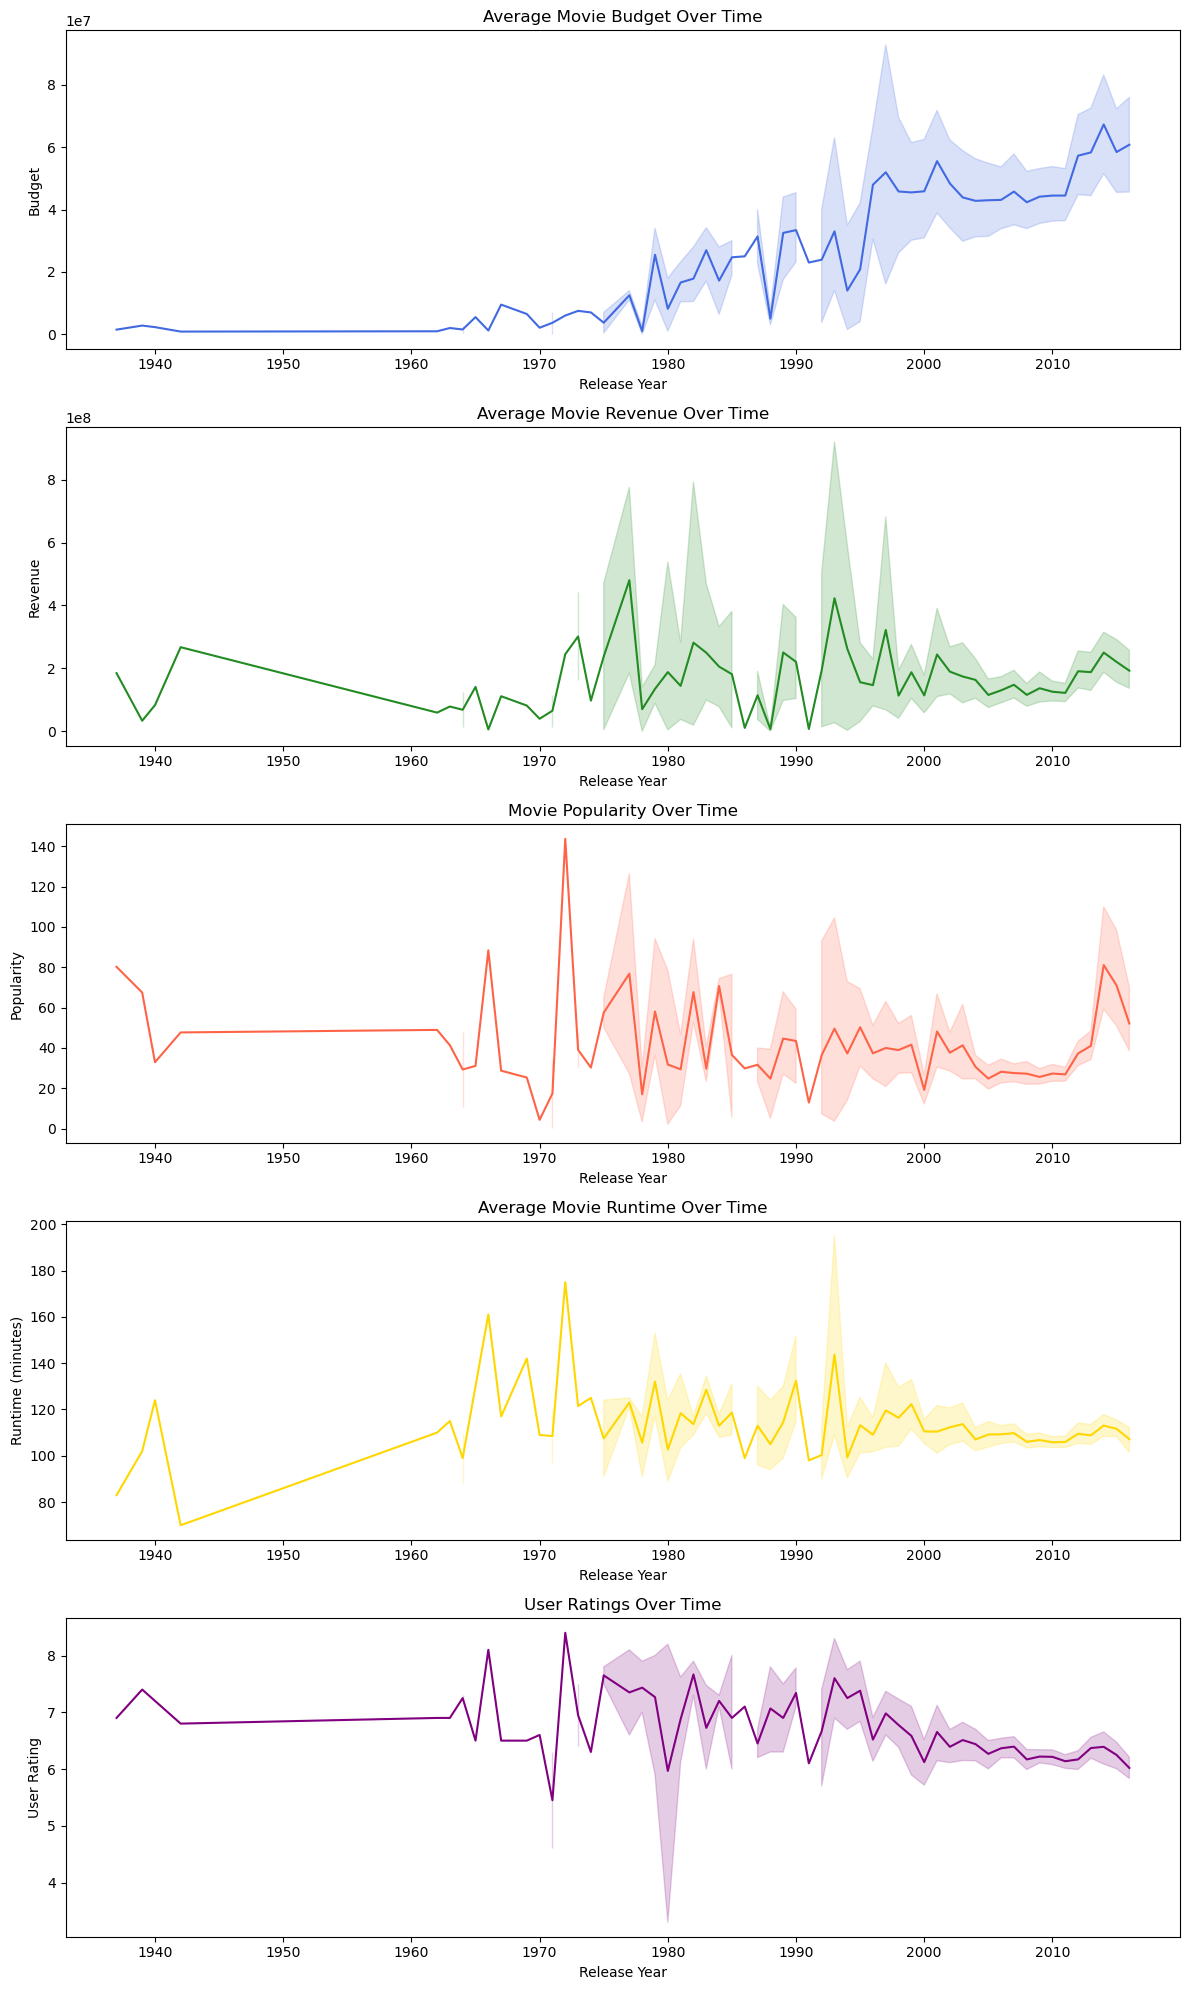 Average Movie Budget Over Time
1e7
8
6
4
2
0
Budget
1940 1950 1960 1970 1980 1990 2000 2010
Release Year
Average Movie Revenue Over Time
1e8
8
6
4
2
0
Revenue
1940 1950 1960 1970 1980 1990 2000 2010
Release Year
Movie Popularity Over Time
140
120
100
80
60
40
20
0
Popularity
1940 1950 1960 1970 1980 1990 2000 2010
Release Year
Average Movie Runtime Over Time
200
180
160
140
120
100
80
Runtime (minutes)
1940 1950 1960 1970 1980 1990 2000 2010
Release Year
User Ratings Over Time
8
7
6
5
4
User Rating
1940 1950 1960 1970 1980 1990 2000 2010
Release Year